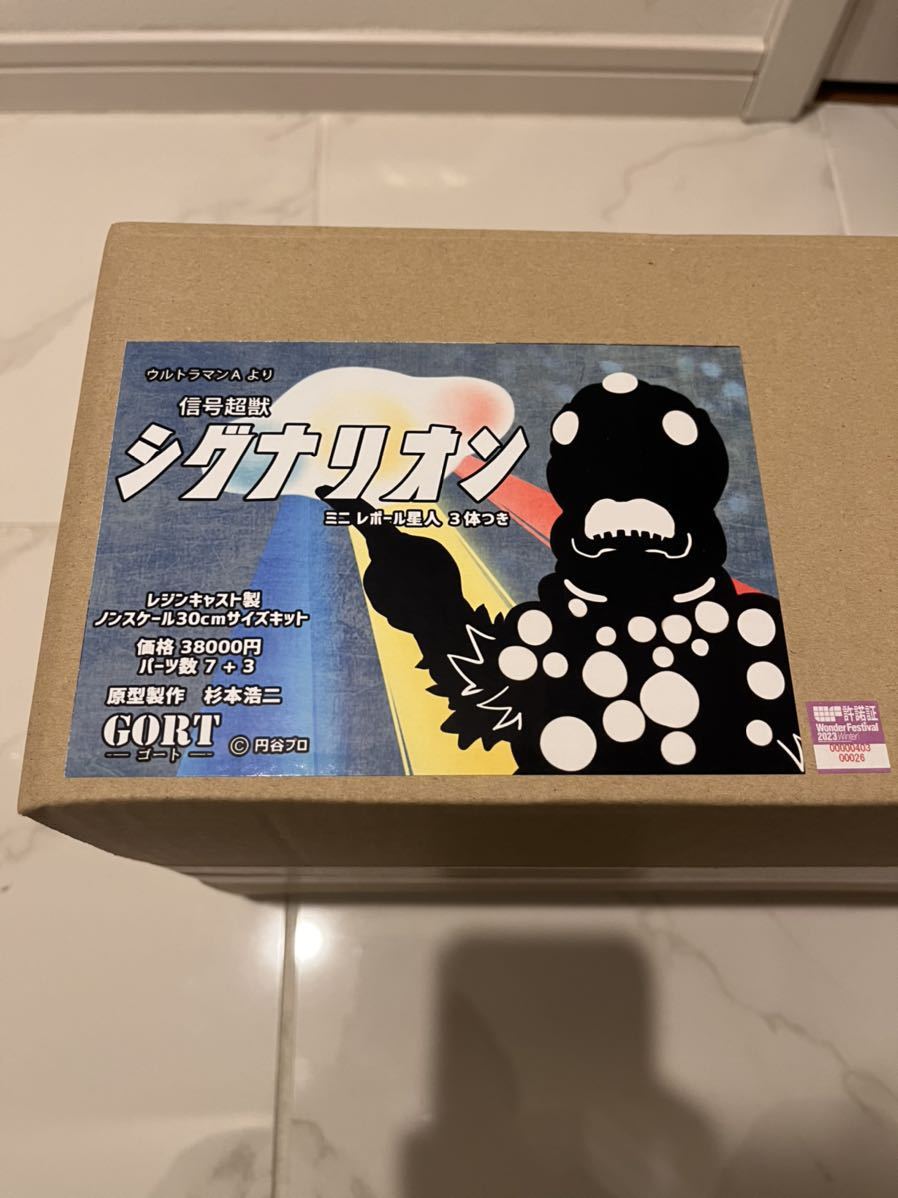 ウルトラマンA より
信号超獣
シグナリオン
ミニ レボール星人 3体つき
レジンキャスト製
ノンスケール30cmサイズキット
価格 38000円
パーツ数 7 + 3
原型製作 杉本浩二
GORT
ゴート
© 円谷プロ
許諾証
WonderFestival
2023 Winter
00000403
00026